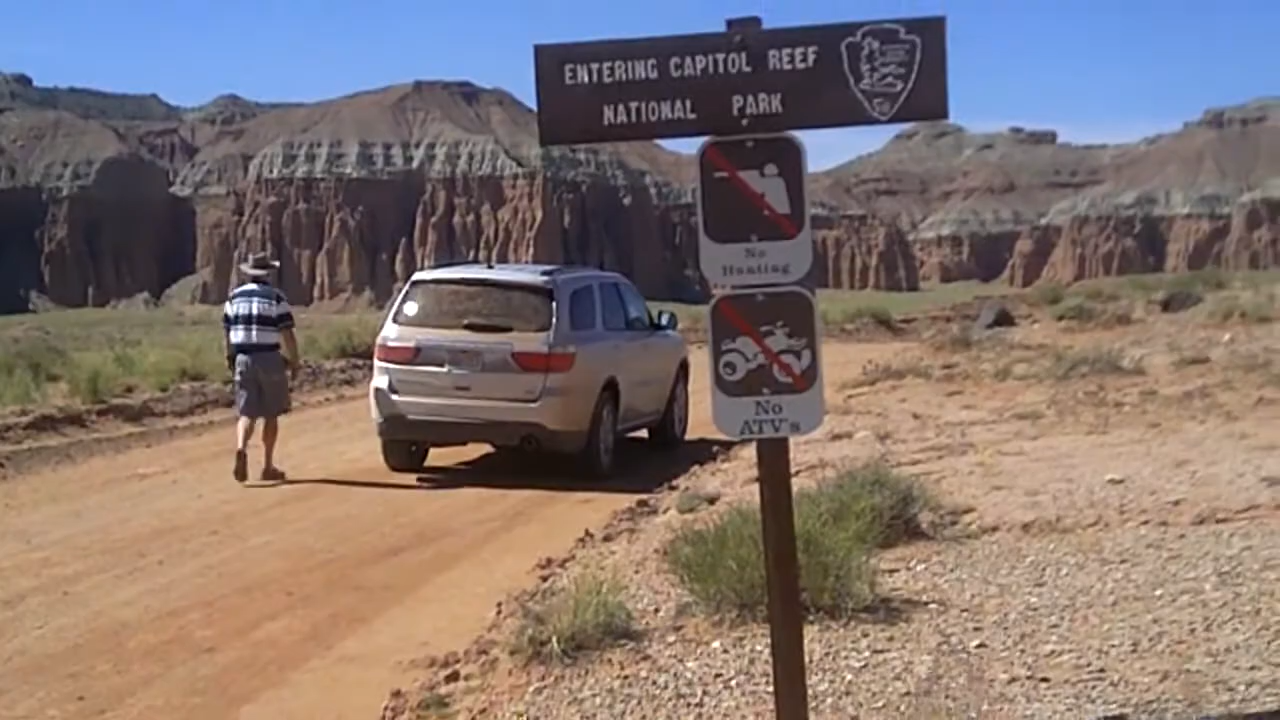 ENTERING CAPITOL REEF
NATIONAL PARK
No
Hunting
No
ATV's